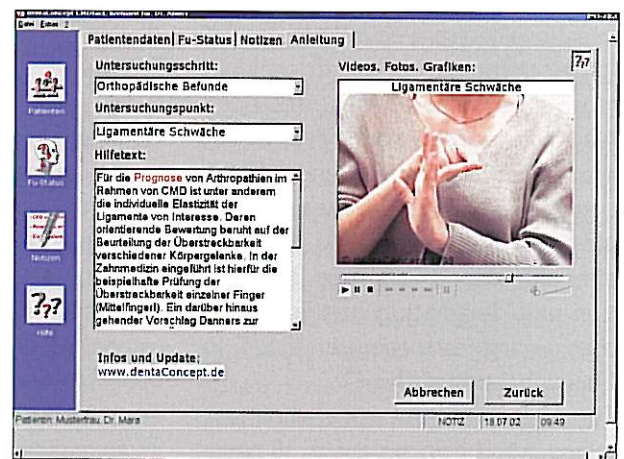 Datei Extras ?
Patientendaten Fu-Status Notizen Anleitung
Patienten
Fu-Status
Notizen
Hilfe
Untersuchungsschritt:
Orthopädische Befunde
Untersuchungspunkt:
Ligamentäre Schwäche
Hilfetext:
Für die Prognose von Arthropathien im
Rahmen von CMD ist unter anderem
die individuelle Elastizität der
Ligamente von Interesse. Deren
orientierende Bewertung beruht auf der
Beurteilung der Überstreckbarkeit
verschiedener Körpergelenke. In der
Zahnmedizin eingeführt ist hierfür die
beispielhafte Prüfung der
Überstreckbarkeit einzelner Finger
(Mittelfinger). Ein darüber hinaus
gehender Vorschlag Danners zur
Infos und Update:
www.dentaConcept.de
Videos, Fotos, Grafiken:
???
Ligamentäre Schwäche
Abbrechen Zurück
Patientin: Musterfrau, Dr. Mara NOTIZ 18.07.02 09:49